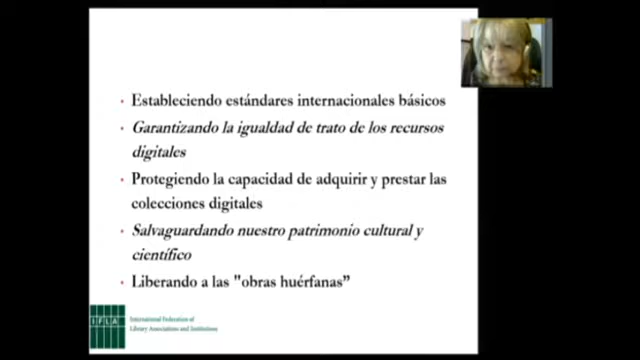 Estableciendo estándares internacionales básicos
Garantizando la igualdad de trato de los recursos
digitales
Protegiendo la capacidad de adquirir y prestar las
colecciones digitales
Salvaguardando nuestro patrimonio cultural y
científico
Liberando a las "obras huérfanas”
IFLA
International Federation of
Library Associations and Institutions